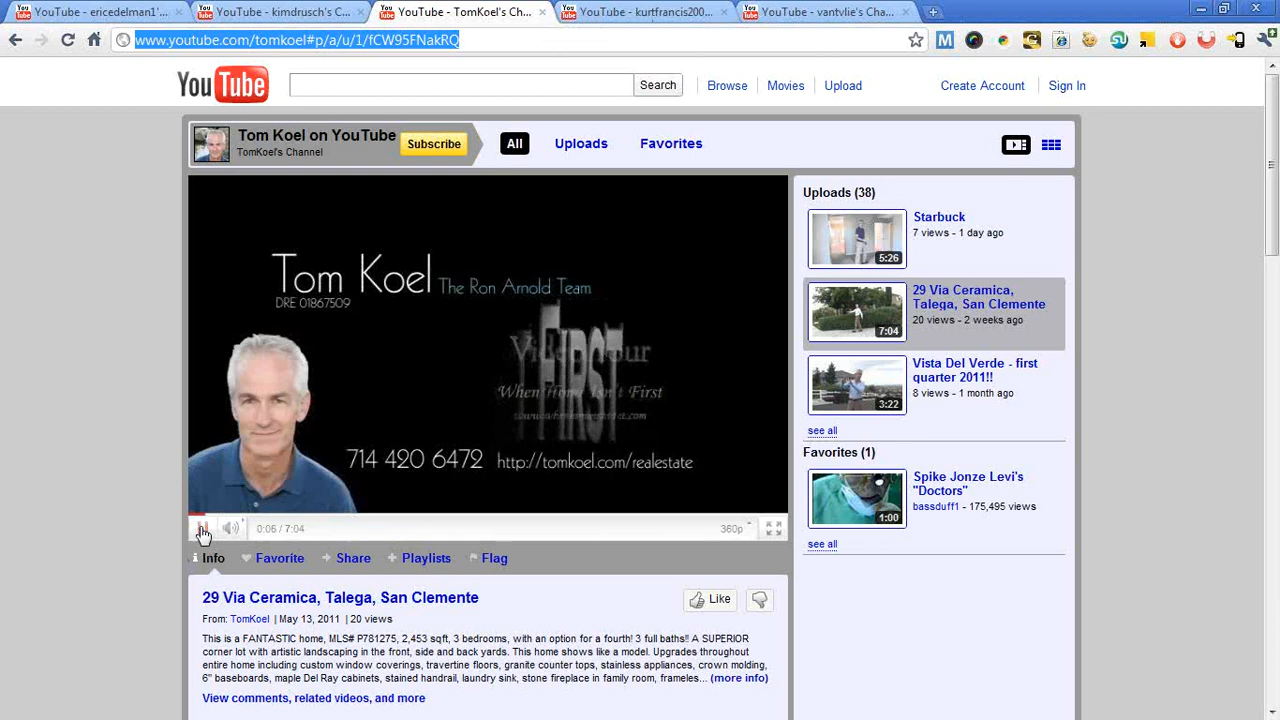 YouTube - ericedelman1'...
YouTube - kimdrusch's C...
YouTube - TomKoel's Ch...
YouTube - kurtfrancis200...
YouTube - vantvlie's Cha...
www.youtube.com/tomkoel#p/a/u/1/fCW95FNakRQ
YouTube
Search
Browse
Movies
Upload
Create Account
Sign In
Tom Koel on YouTube
TomKoel's Channel
Subscribe
All
Uploads
Favorites
Tom Koel The Ron Arnold Team
DRE 01867509
Video Tour
FIRST
When Home Isn't First
714 420 6472 http://tomkoel.com/realestate
0:06 / 7:04
360p
Info
Favorite
Share
Playlists
Flag
29 Via Ceramica, Talega, San Clemente
Like
From: TomKoel | May 13, 2011 | 20 views
This is a FANTASTIC home, MLS# P781275, 2,453 sqft, 3 bedrooms, with an option for a fourth! 3 full baths!! A SUPERIOR
corner lot with artistic landscaping in the front, side and back yards. This home shows like a model. Upgrades throughout
entire home including custom window coverings, travertine floors, granite counter tops, stainless appliances, crown molding,
6" baseboards, maple Del Ray cabinets, stained handrail, laundry sink, stone fireplace in family room, frameles... (more info)
View comments, related videos, and more
Uploads (38)
5:26
Starbuck
7 views - 1 day ago
7:04
29 Via Ceramica,
Talega, San Clemente
20 views - 2 weeks ago
3:22
Vista Del Verde - first
quarter 2011!!
8 views - 1 month ago
see all
Favorites (1)
1:00
Spike Jonze Levi's
"Doctors"
bassduff1 - 175,495 views
see all